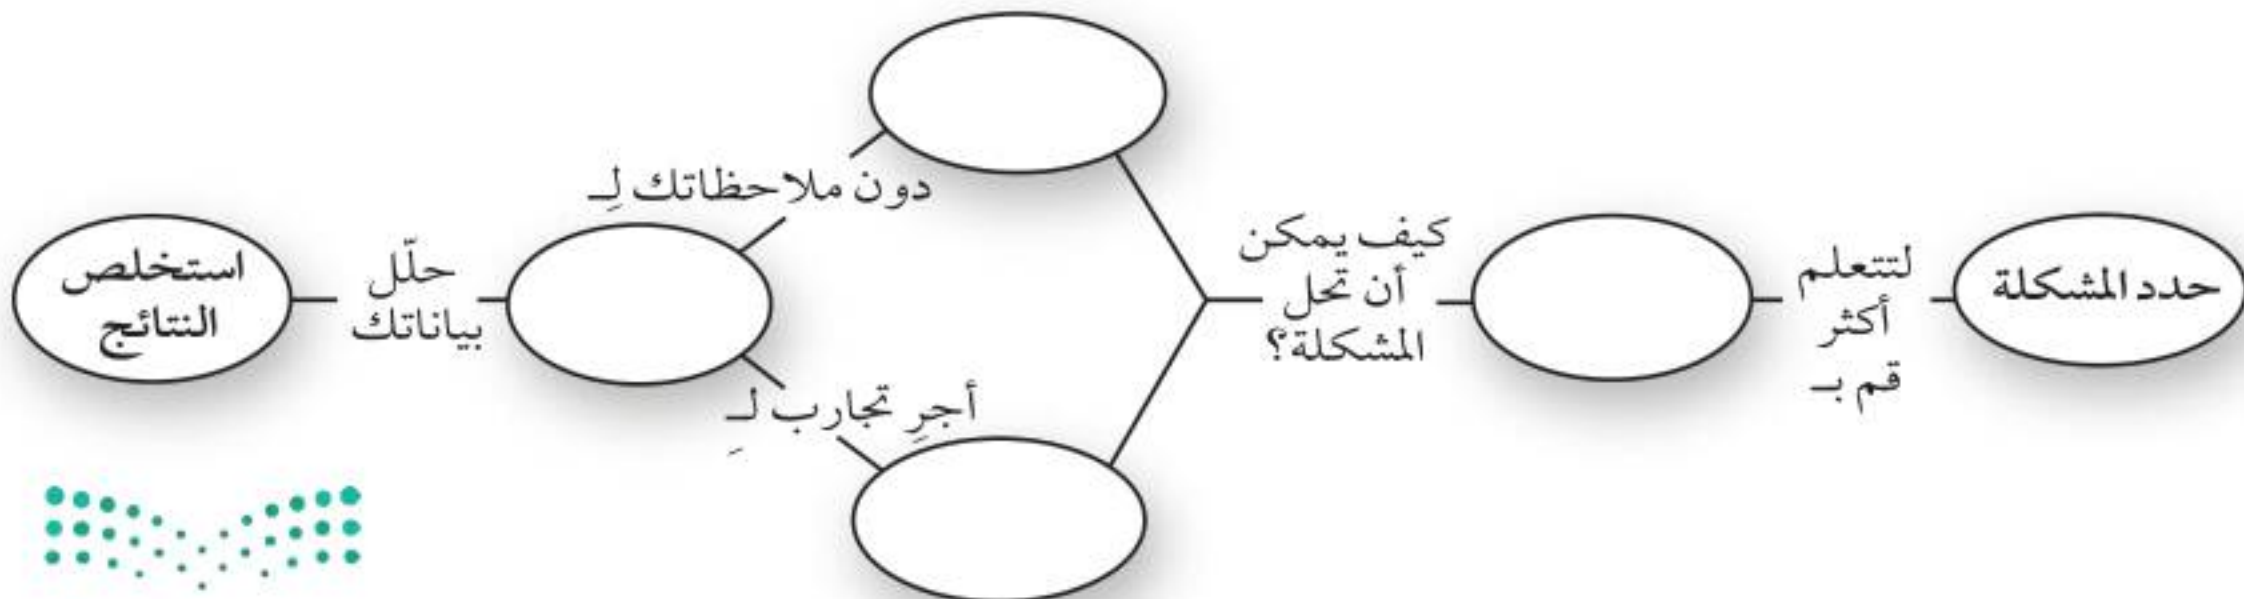 حدد المشكلة
لتتعلم
أكثر
قم بـ
كيف يمكن
أن تحل
المشكلة؟
دون ملاحظاتك لِـ
أجرِ تجارب لـِ
حلّل
بياناتك
استخلص
النتائج